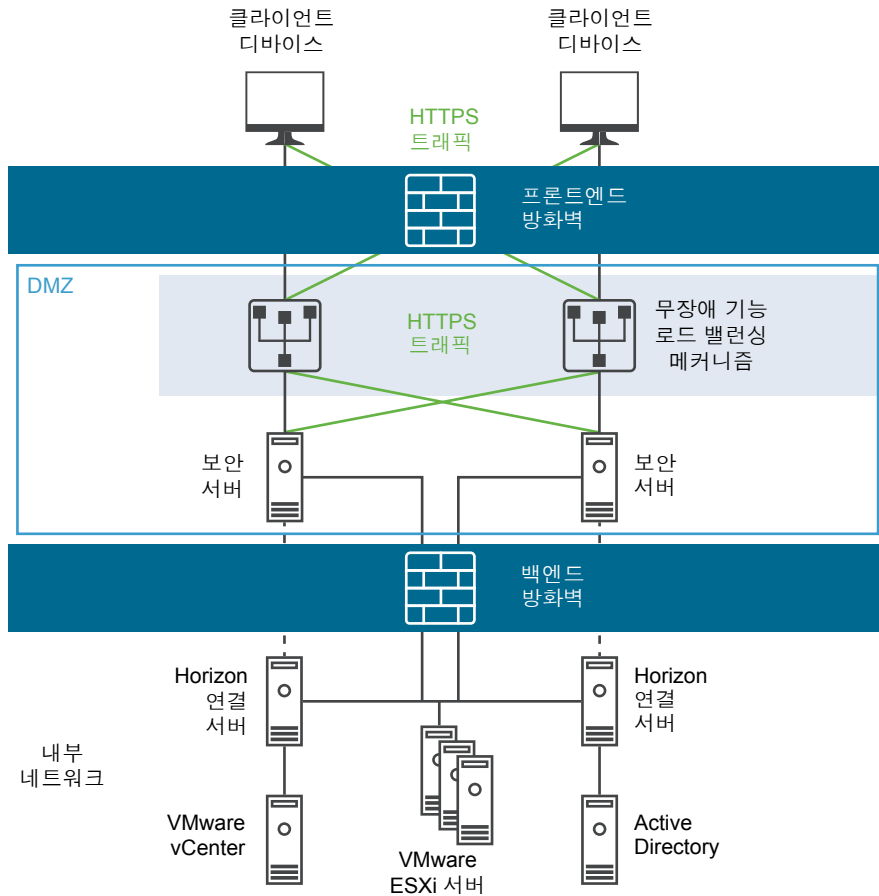 클라이언트
디바이스
클라이언트
디바이스
HTTPS
트래픽
프론트엔드
방화벽
DMZ
HTTPS
트래픽
무장애 기능
로드 밸런싱
메커니즘
보안
서버
보안
서버
백엔드
방화벽
Horizon
연결
서버
Horizon
연결
서버
내부
네트워크
VMware
vCenter
VMware
ESXi 서버
Active
Directory